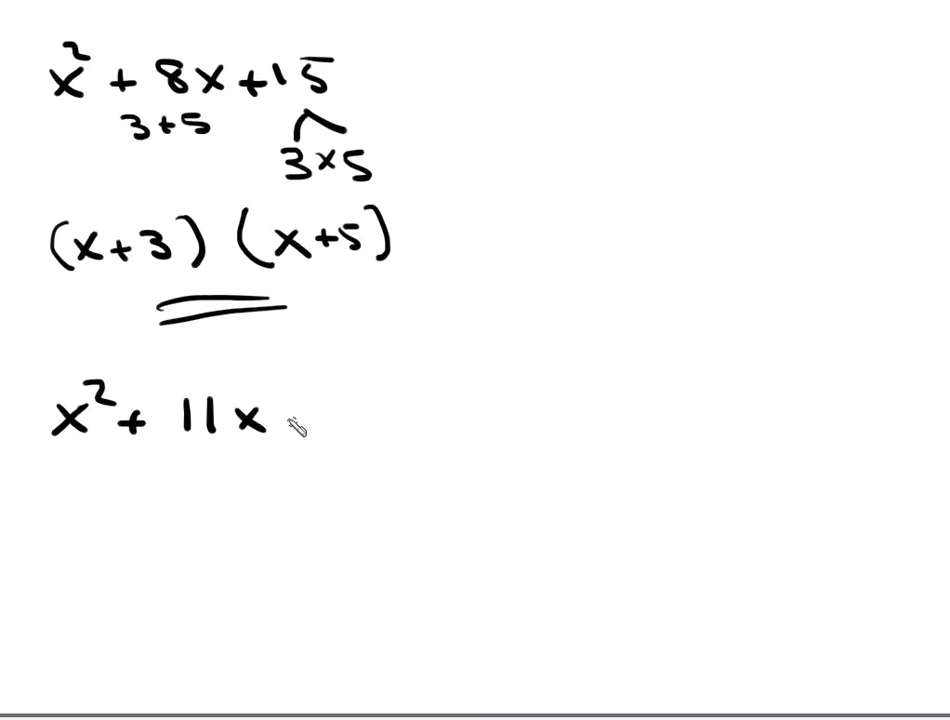 x² + 8x + 15
3 + 5
3 × 5
(x + 3) (x + 5)
x² + 11x